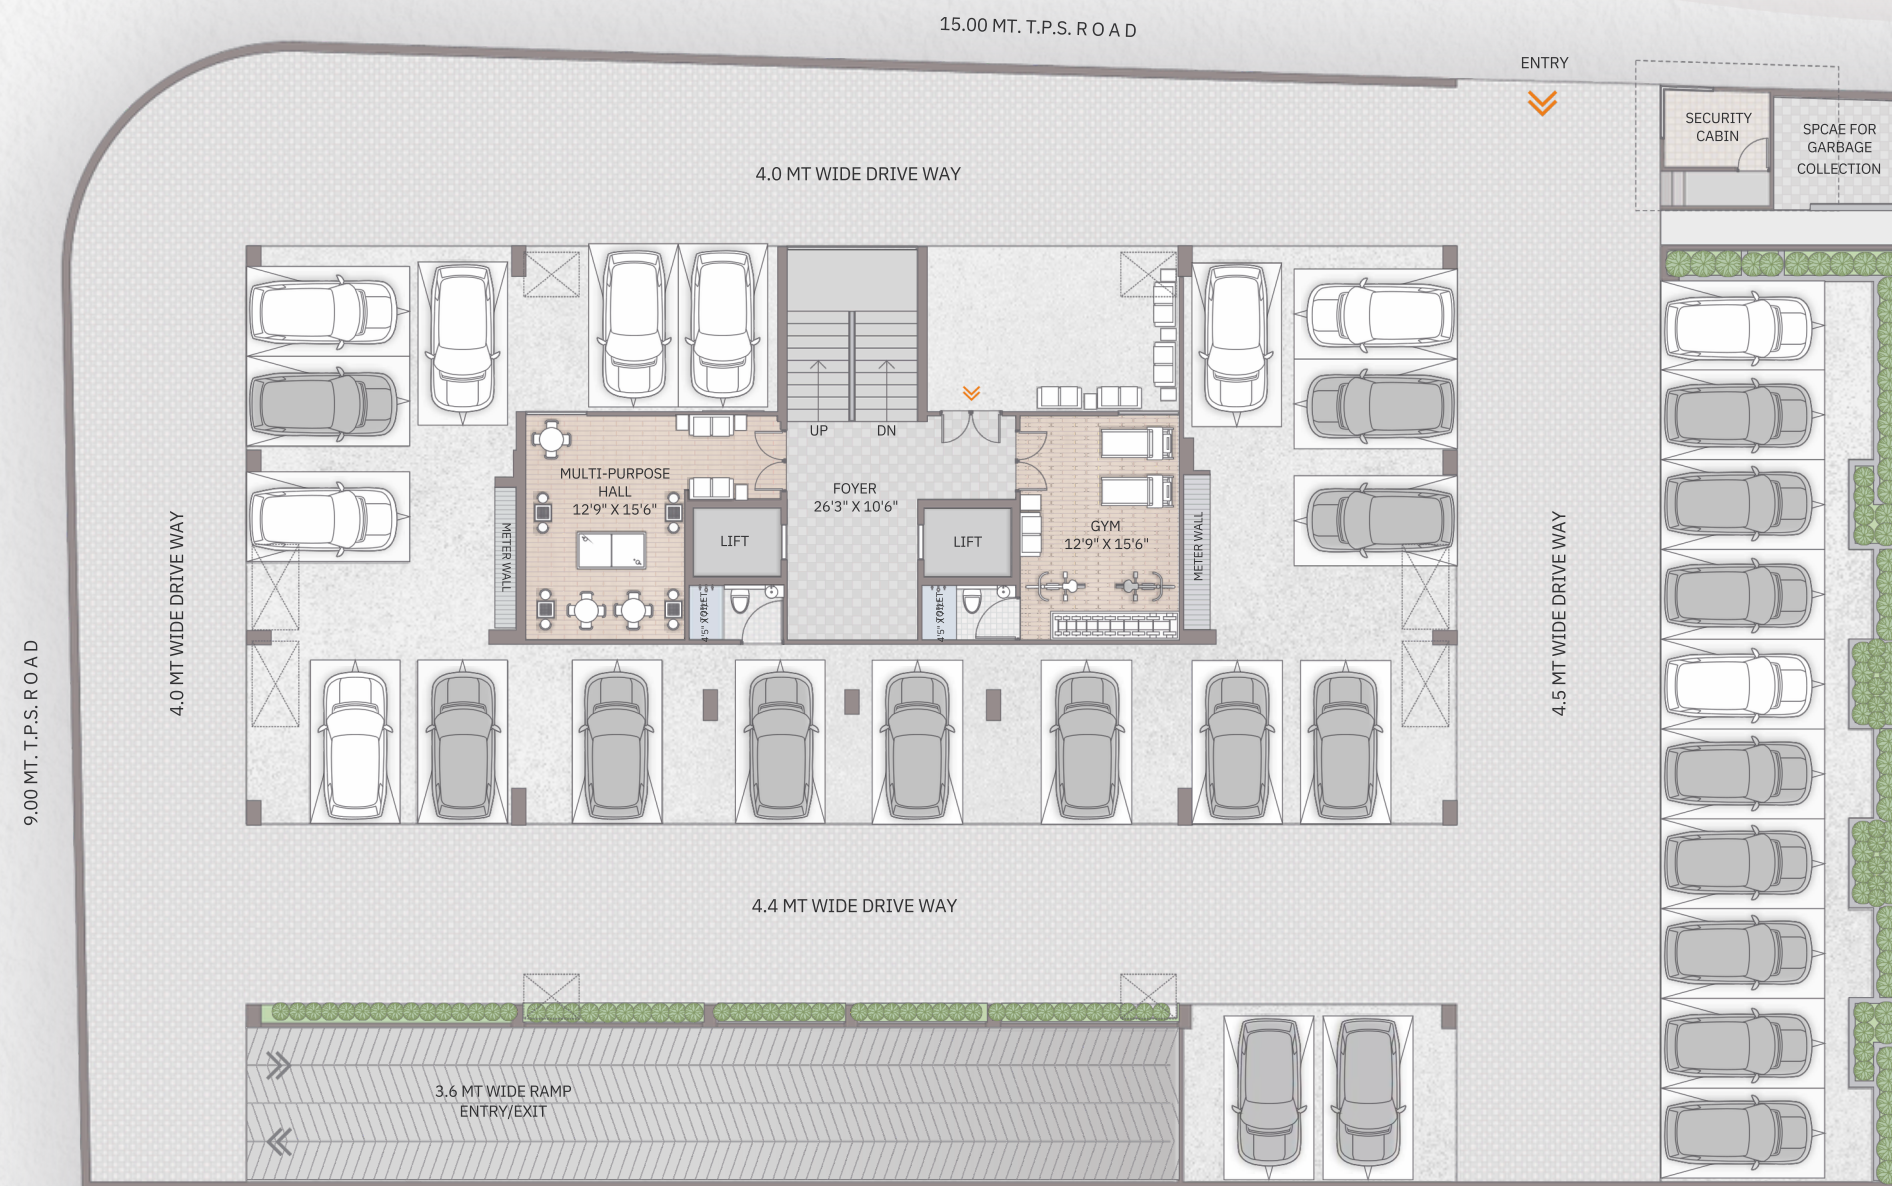 15.00 MT. T.P.S. ROAD
ENTRY
SECURITY
CABIN
SPCAE FOR
GARBAGE
COLLECTION
4.0 MT WIDE DRIVE WAY
UP
DN
MULTI-PURPOSE
HALL
12'9" X 15'6"
FOYER
26'3" X 10'6"
LIFT
LIFT
GYM
12'9" X 15'6"
METER WALL
METER WALL
TOILET
TOILET
4.0 MT WIDE DRIVE WAY
4.5 MT WIDE DRIVE WAY
9.00 MT. T.P.S. ROAD
4.4 MT WIDE DRIVE WAY
3.6 MT WIDE RAMP
ENTRY/EXIT